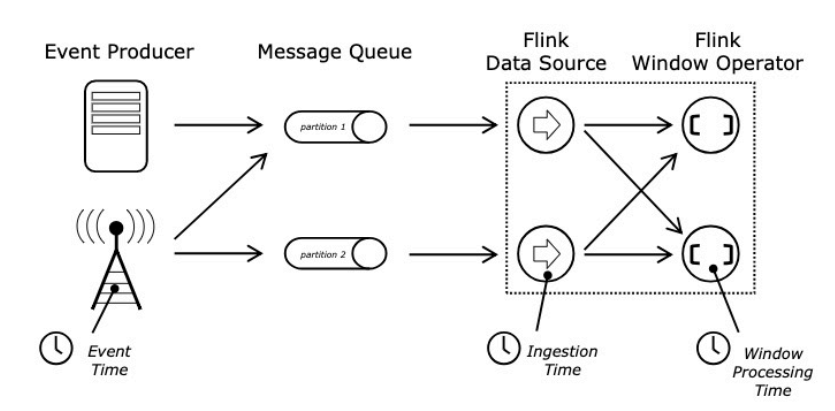 Event Producer
Message Queue
Flink
Data Source
Flink
Window Operator
partition 1
partition 2
Event
Time
Ingestion
Time
Window
Processing
Time